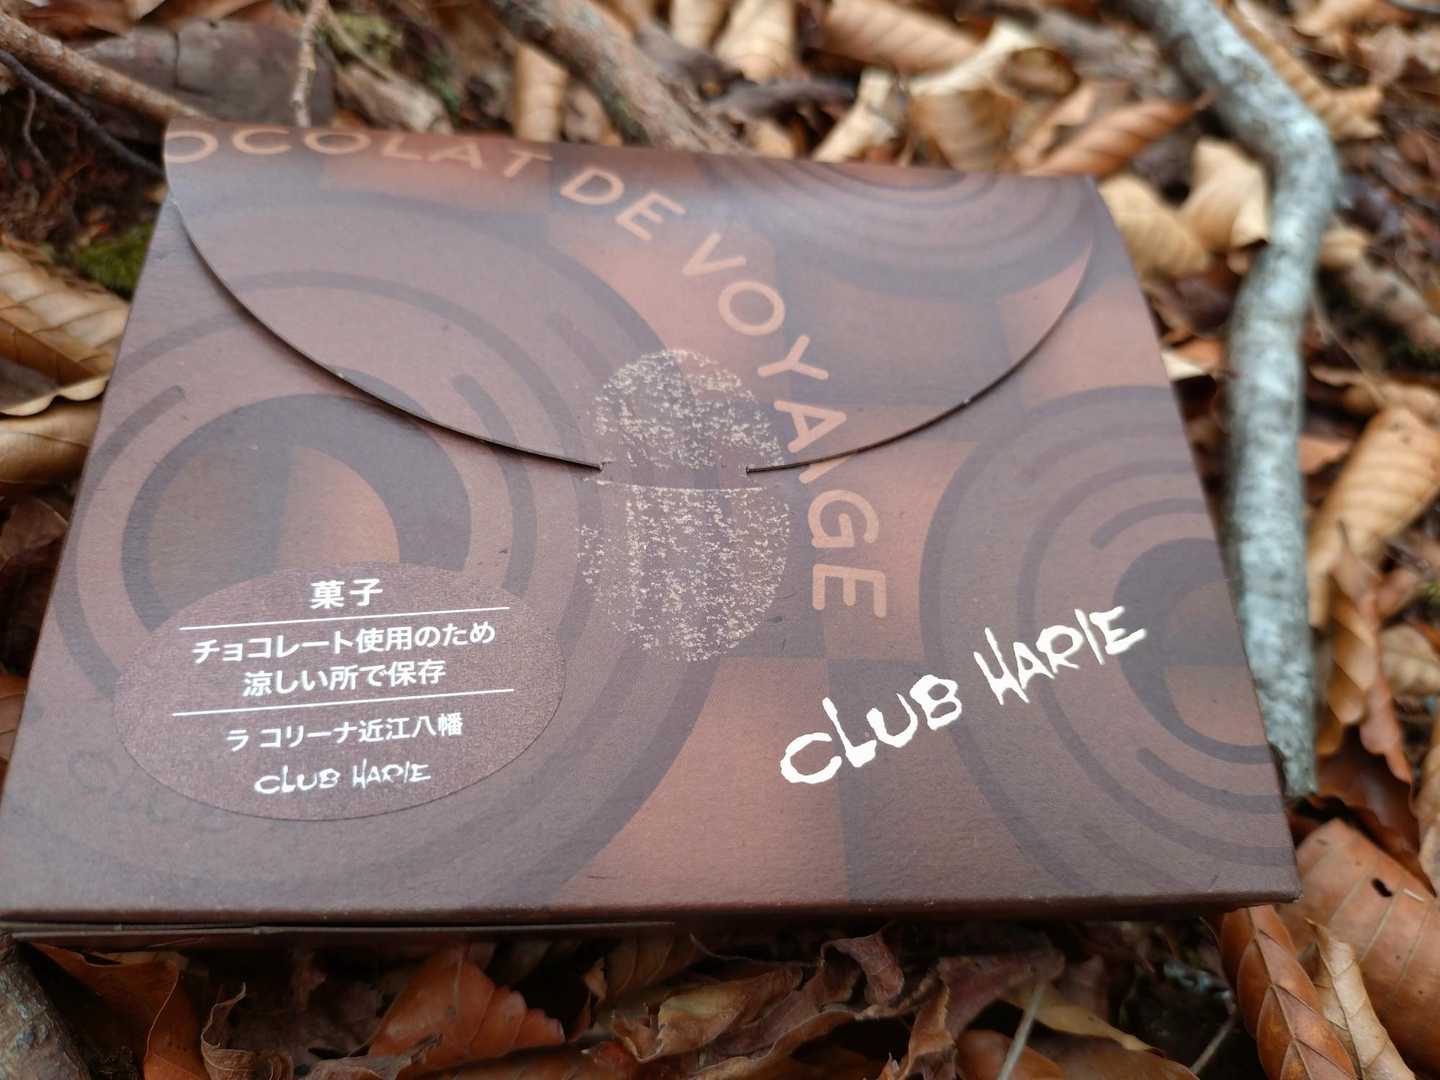 OCOLAT DE VOYAGE
菓子
チョコレート使用のため
涼しい所で保存
ラ コリーナ近江八幡
CLUB HARIE
CLUB HARIE